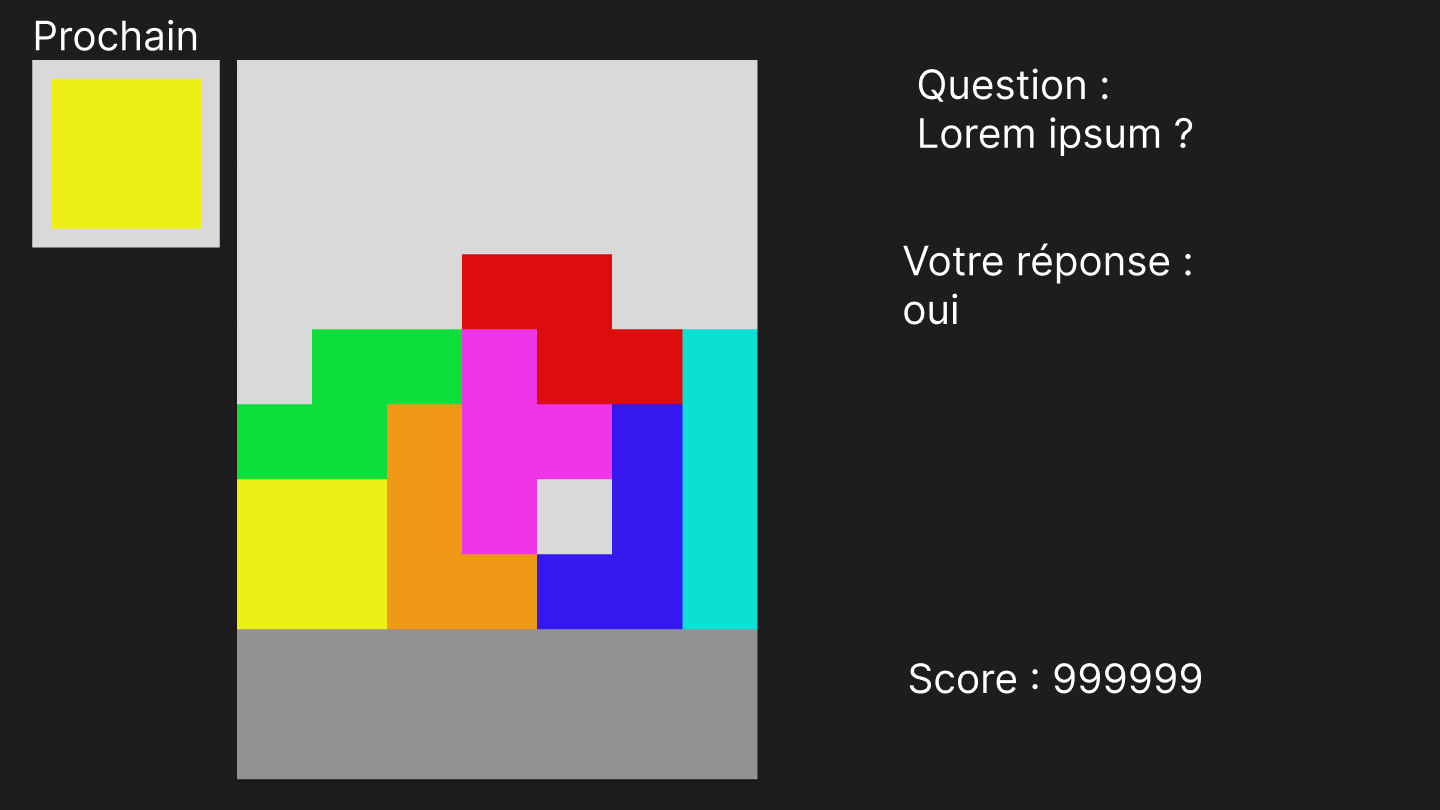 Prochain
Question :
Lorem ipsum ?
Votre réponse :
oui
Score : 999999